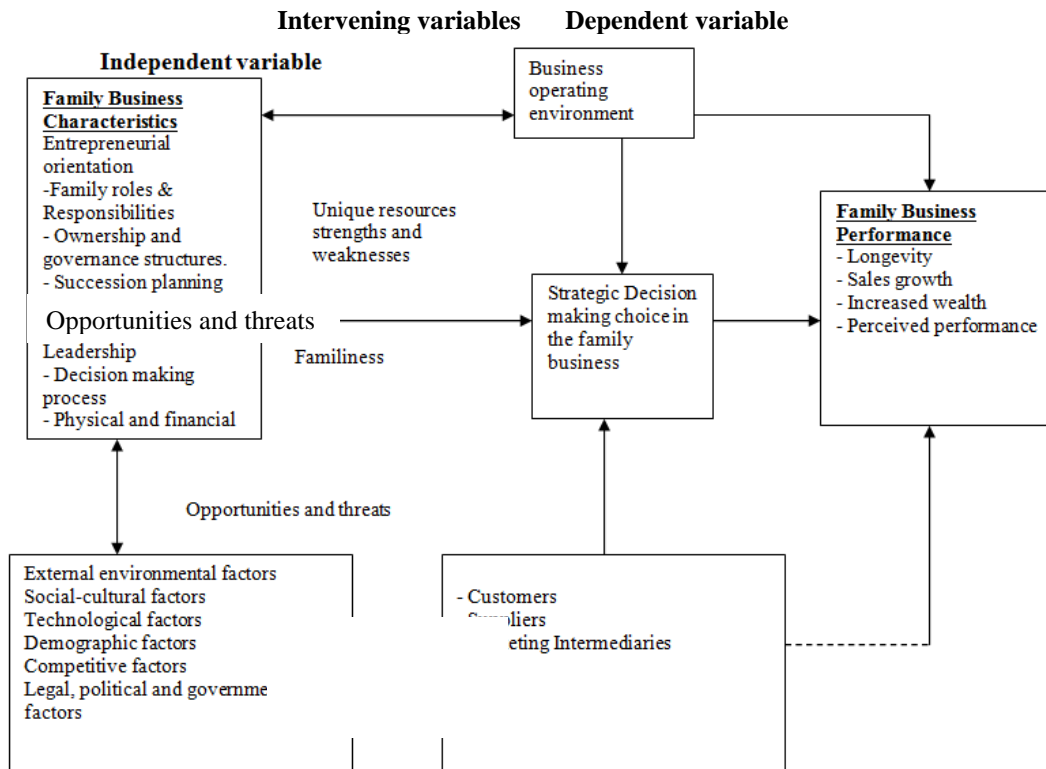 Intervening variables Dependent variable
Independent variable
Family Business
Characteristics
Entrepreneurial
orientation
-Family roles &
Responsibilities
- Ownership and
governance structures.
- Succession planning
Opportunities and threats
Leadership
- Decision making
process
- Physical and financial
Business
operating
environment
Unique resources
strengths and
weaknesses
Familiness
Strategic Decision
making choice in
the family
business
Family Business
Performance
- Longevity
- Sales growth
- Increased wealth
- Perceived performance
Opportunities and threats
External environmental factors
Social-cultural factors
Technological factors
Demographic factors
Competitive factors
Legal, political and
factors
- Customers
Intermediaries